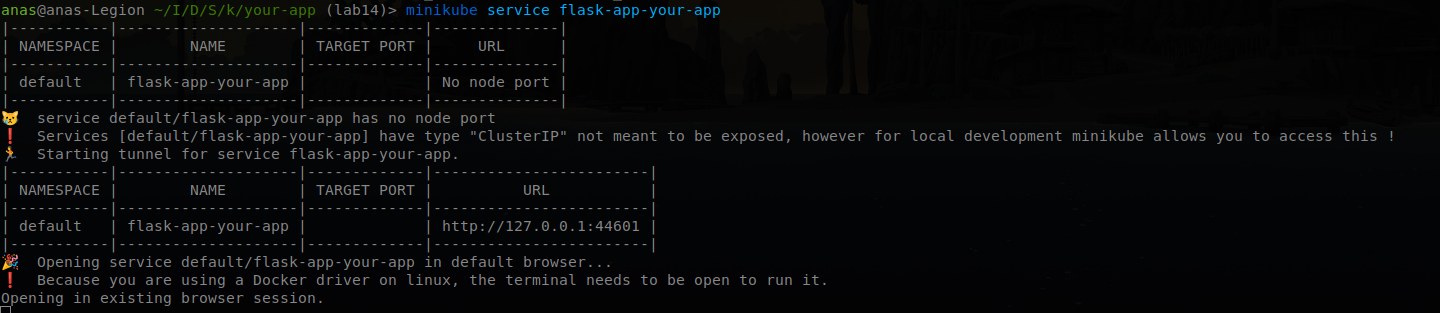 anas@anas-Legion ~/I/D/S/k/your-app (lab14)> minikube service flask-app-your-app
|-----------|--------------------|-------------|--------------|
| NAMESPACE |        NAME        | TARGET PORT |     URL      |
|-----------|--------------------|-------------|--------------|
| default   | flask-app-your-app |             | No node port |
|-----------|--------------------|-------------|--------------|
😿  service default/flask-app-your-app has no node port
❗  Services [default/flask-app-your-app] have type "ClusterIP" not meant to be exposed, however for local development minikube allows you to access this !
🏃  Starting tunnel for service flask-app-your-app.
|-----------|--------------------|-------------|------------------------|
| NAMESPACE |        NAME        | TARGET PORT |          URL           |
|-----------|--------------------|-------------|------------------------|
| default   | flask-app-your-app |             | http://127.0.0.1:44601 |
|-----------|--------------------|-------------|------------------------|
🎉  Opening service default/flask-app-your-app in default browser...
❗  Because you are using a Docker driver on linux, the terminal needs to be open to run it.
Opening in existing browser session.